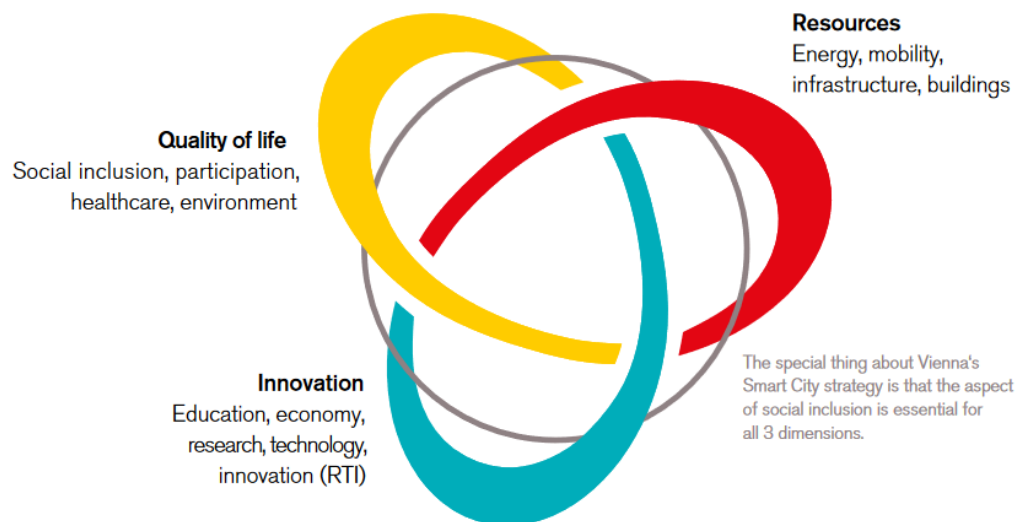 Resources
Energy, mobility,
infrastructure, buildings
Quality of life
Social inclusion, participation,
healthcare, environment
Innovation
Education, economy,
research, technology,
innovation (RTI)
The special thing about Vienna‘s
Smart City strategy is that the aspect
of social inclusion is essential for
all 3 dimensions.